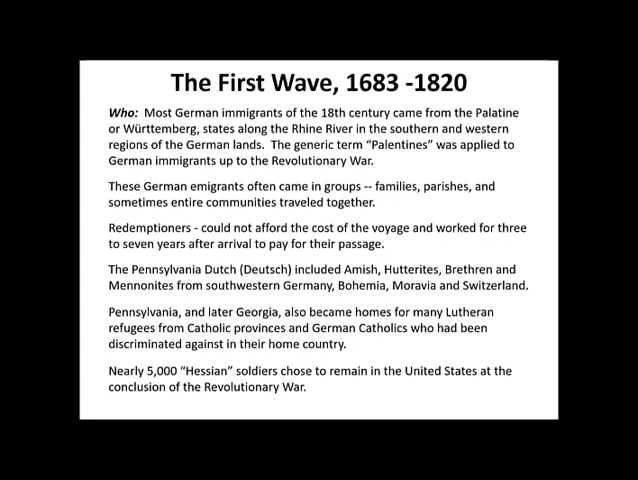 The First Wave, 1683 -1820
Who: Most German immigrants of the 18th century came from the Palatine
or Württemberg, states along the Rhine River in the southern and western
regions of the German lands. The generic term “Palentines” was applied to
German immigrants up to the Revolutionary War.
These German emigrants often came in groups -- families, parishes, and
sometimes entire communities traveled together.
Redemptioners - could not afford the cost of the voyage and worked for three
to seven years after arrival to pay for their passage.
The Pennsylvania Dutch (Deutsch) included Amish, Hutterites, Brethren and
Mennonites from southwestern Germany, Bohemia, Moravia and Switzerland.
Pennsylvania, and later Georgia, also became homes for many Lutheran
refugees from Catholic provinces and German Catholics who had been
discriminated against in their home country.
Nearly 5,000 “Hessian” soldiers chose to remain in the United States at the
conclusion of the Revolutionary War.